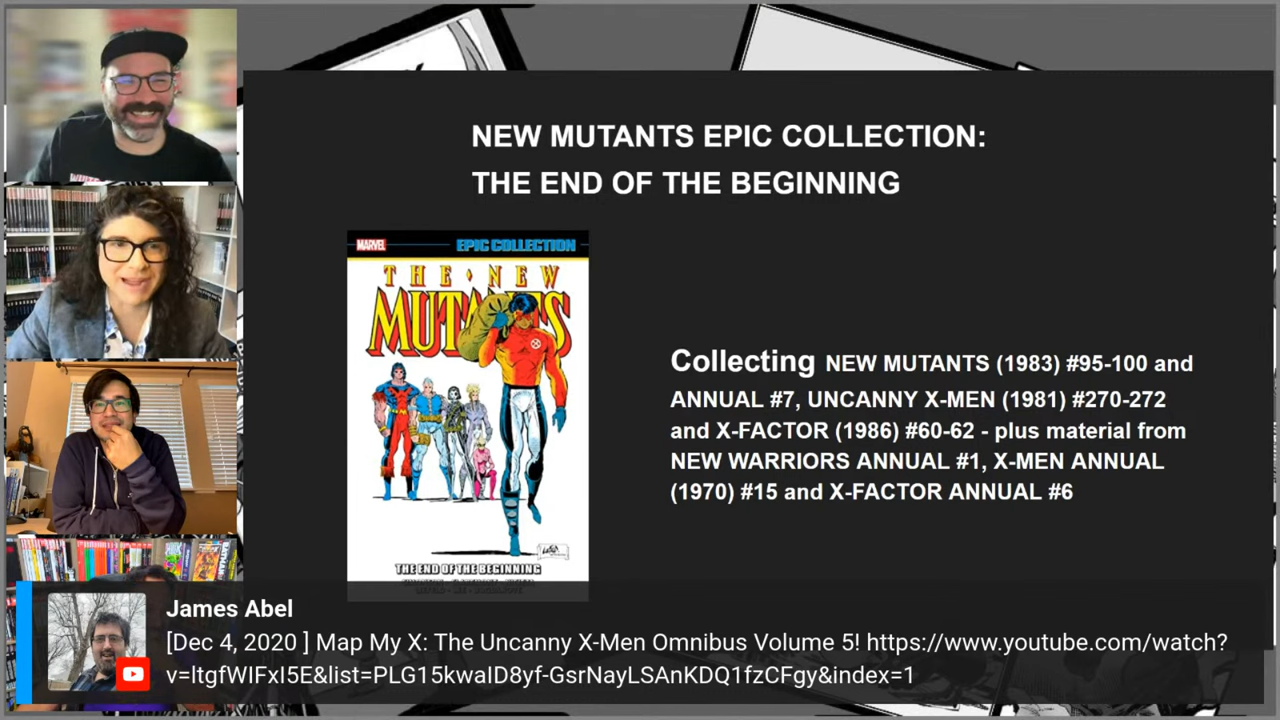 NEW MUTANTS EPIC COLLECTION:
THE END OF THE BEGINNING
MARVEL
EPIC COLLECTION
THE NEW
MUTANTS
THE END OF THE BEGINNING
Collecting NEW MUTANTS (1983) #95-100 and
ANNUAL #7, UNCANNY X-MEN (1981) #270-272
and X-FACTOR (1986) #60-62 - plus material from
NEW WARRIORS ANNUAL #1, X-MEN ANNUAL
(1970) #15 and X-FACTOR ANNUAL #6
James Abel
[Dec 4, 2020 ] Map My X: The Uncanny X-Men Omnibus Volume 5! https://www.youtube.com/watch?
v=ltgfWIFxI5E&list=PLG15kwaID8yf-GsrNayLSAnKDQ1fzCFgy&index=1